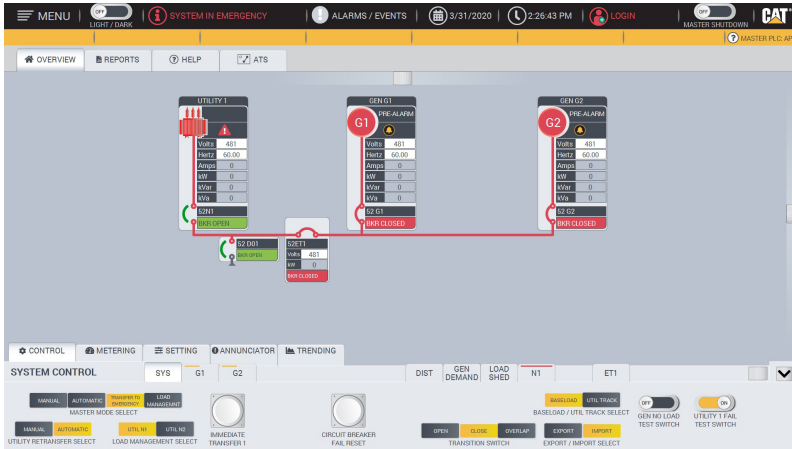 MENU
OFF
LIGHT / DARK
SYSTEM IN EMERGENCY
ALARMS / EVENTS
3/31/2020
2:26:43 PM
LOGIN
OFF
MASTER SHUTDOWN
CAT
MASTER PLC: AP
OVERVIEW
REPORTS
HELP
ATS
UTILITY 1
Volts 481
Hertz 60.00
Amps 0
kW 0
kVar 0
kVa 0
52N1
BKR OPEN
GEN G1
G1
PRE-ALARM
Volts 481
Hertz 60.00
Amps 0
kW 0
kVar 0
kVa 0
52 G1
BKR CLOSED
GEN G2
G2
PRE-ALARM
Volts 481
Hertz 60.00
Amps 0
kW 0
kVar 0
kVa 0
52 G2
BKR CLOSED
52 D01
BKR OPEN
52ET1
Volts 481
kW 0
BKR CLOSED
CONTROL
METERING
SETTING
ANNUNCIATOR
TRENDING
SYSTEM CONTROL
SYS
G1
G2
DIST
GEN
DEMAND
LOAD
SHED
N1
ET1
MANUAL
AUTOMATIC
TRANSFER TO
EMERGENCY
LOAD
MANAGEMNT
MASTER MODE SELECT
MANUAL
AUTOMATIC
UTILITY RETRANSFER SELECT
UTIL N1
UTIL N2
LOAD MANAGEMENT SELECT
IMMEDIATE
TRANSFER 1
CIRCUIT BREAKER
FAIL RESET
OPEN
CLOSE
OVERLAP
TRANSITION SWITCH
BASELOAD
UTIL TRACK
BASELOAD / UTIL TRACK SELECT
EXPORT
IMPORT
EXPORT / IMPORT SELECT
OFF
GEN NO LOAD
TEST SWITCH
ON
UTILITY 1 FAIL
TEST SWITCH